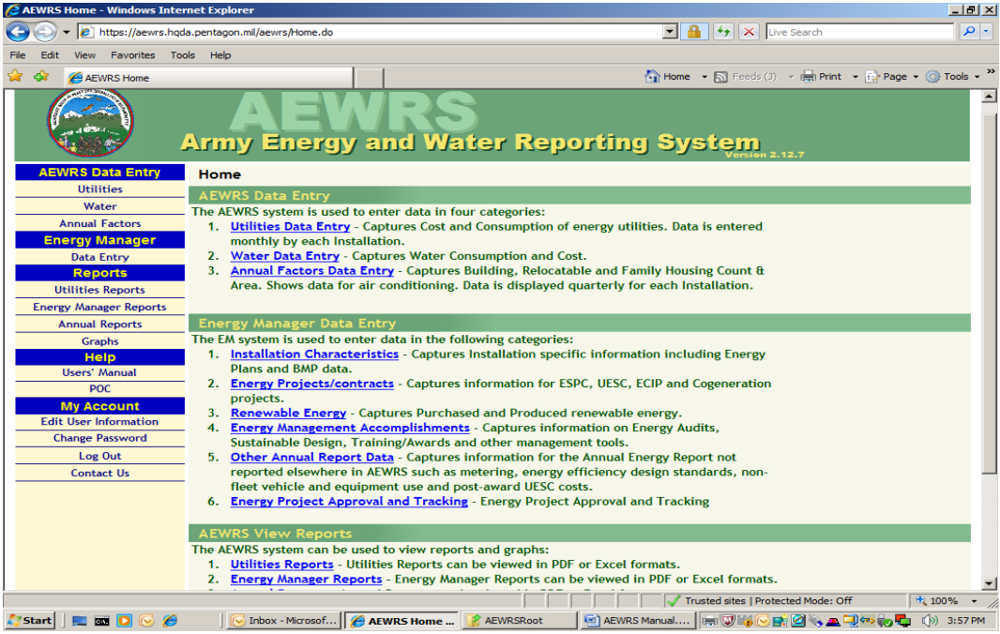 AEWRS Home - Windows Internet Explorer
https://aewrs.hqda.pentagon.mil/aewrs/Home.do
Live Search
File Edit View Favorites Tools Help
AEWRS Home
Home Feeds (J) Print Page Tools
AEWRS
Army Energy and Water Reporting System
Version 2.12.7
AEWRS Data Entry
Utilities
Water
Annual Factors
Energy Manager
Data Entry
Reports
Utilities Reports
Energy Manager Reports
Annual Reports
Graphs
Help
Users' Manual
POC
My Account
Edit User Information
Change Password
Log Out
Contact Us
Home
AEWRS Data Entry
The AEWRS system is used to enter data in four categories:
1. Utilities Data Entry - Captures Cost and Consumption of energy utilities. Data is entered
monthly by each Installation.
2. Water Data Entry - Captures Water Consumption and Cost.
3. Annual Factors Data Entry - Captures Building, Relocatable and Family Housing Count &
Area. Shows data for air conditioning. Data is displayed quarterly for each Installation.
Energy Manager Data Entry
The EM system is used to enter data in the following categories:
1. Installation Characteristics - Captures Installation specific information including Energy
Plans and BMP data.
2. Energy Projects/contracts - Captures information for ESPC, UESC, ECIP and Cogeneration
projects.
3. Renewable Energy - Captures Purchased and Produced renewable energy.
4. Energy Management Accomplishments - Captures information on Energy Audits,
Sustainable Design, Training/Awards and other management tools.
5. Other Annual Report Data - Captures information for the Annual Energy Report not
reported elsewhere in AEWRS such as metering, energy efficiency design standards, non-
fleet vehicle and equipment use and post-award UESC costs.
6. Energy Project Approval and Tracking - Energy Project Approval and Tracking
AEWRS View Reports
The AEWRS system can be used to view reports and graphs:
1. Utilities Reports - Utilities Reports can be viewed in PDF or Excel formats.
2. Energy Manager Reports - Energy Manager Reports can be viewed in PDF or Excel formats.
Trusted sites | Protected Mode: Off
100%
Start
Inbox - Microsof...
AEWRS Home ...
AEWRSRoot
AEWRS Manual....
3:57 PM